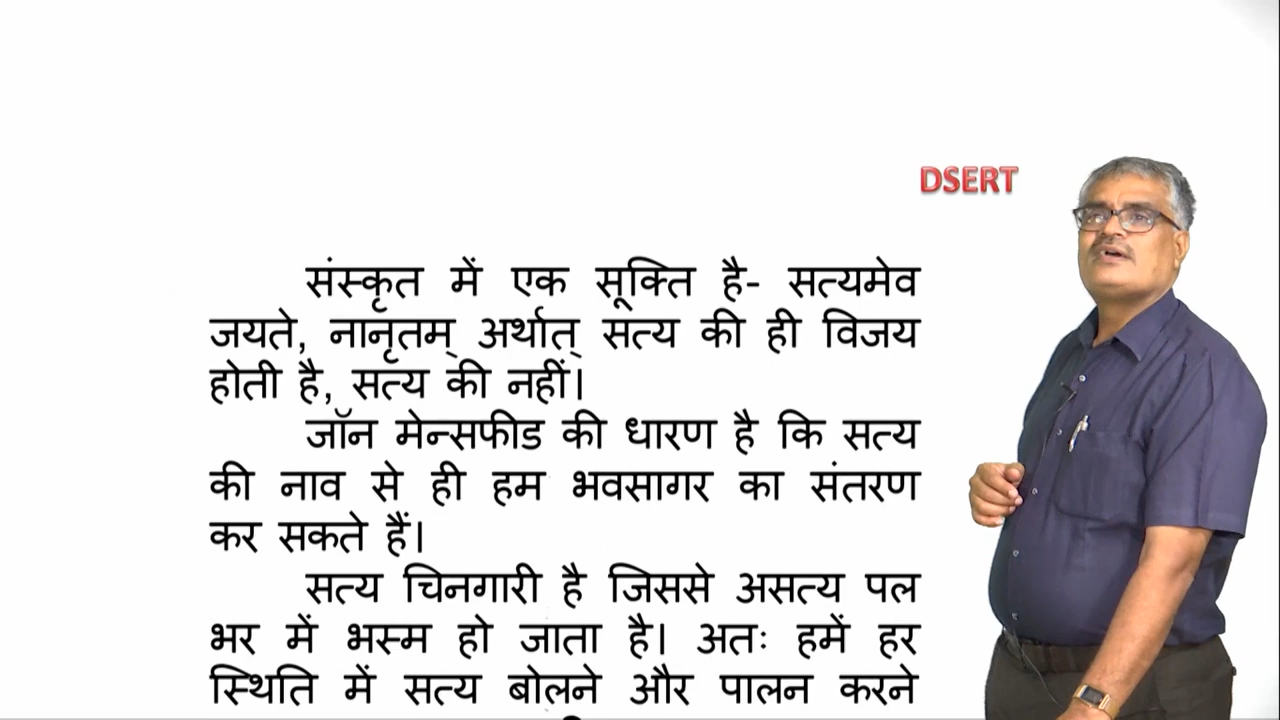 DSERT
संस्कृत में एक सूक्ति है- सत्यमेव
जयते, नानृतम् अर्थात् सत्य की ही विजय
होती है, सत्य की नहीं।
जॉन मेन्सफीड की धारण है कि सत्य
की नाव से ही हम भवसागर का संतरण
कर सकते हैं।
सत्य चिनगारी है जिससे असत्य पल
भर में भस्म हो जाता है। अतः हमें हर
स्थिति में सत्य बोलने और पालन करने